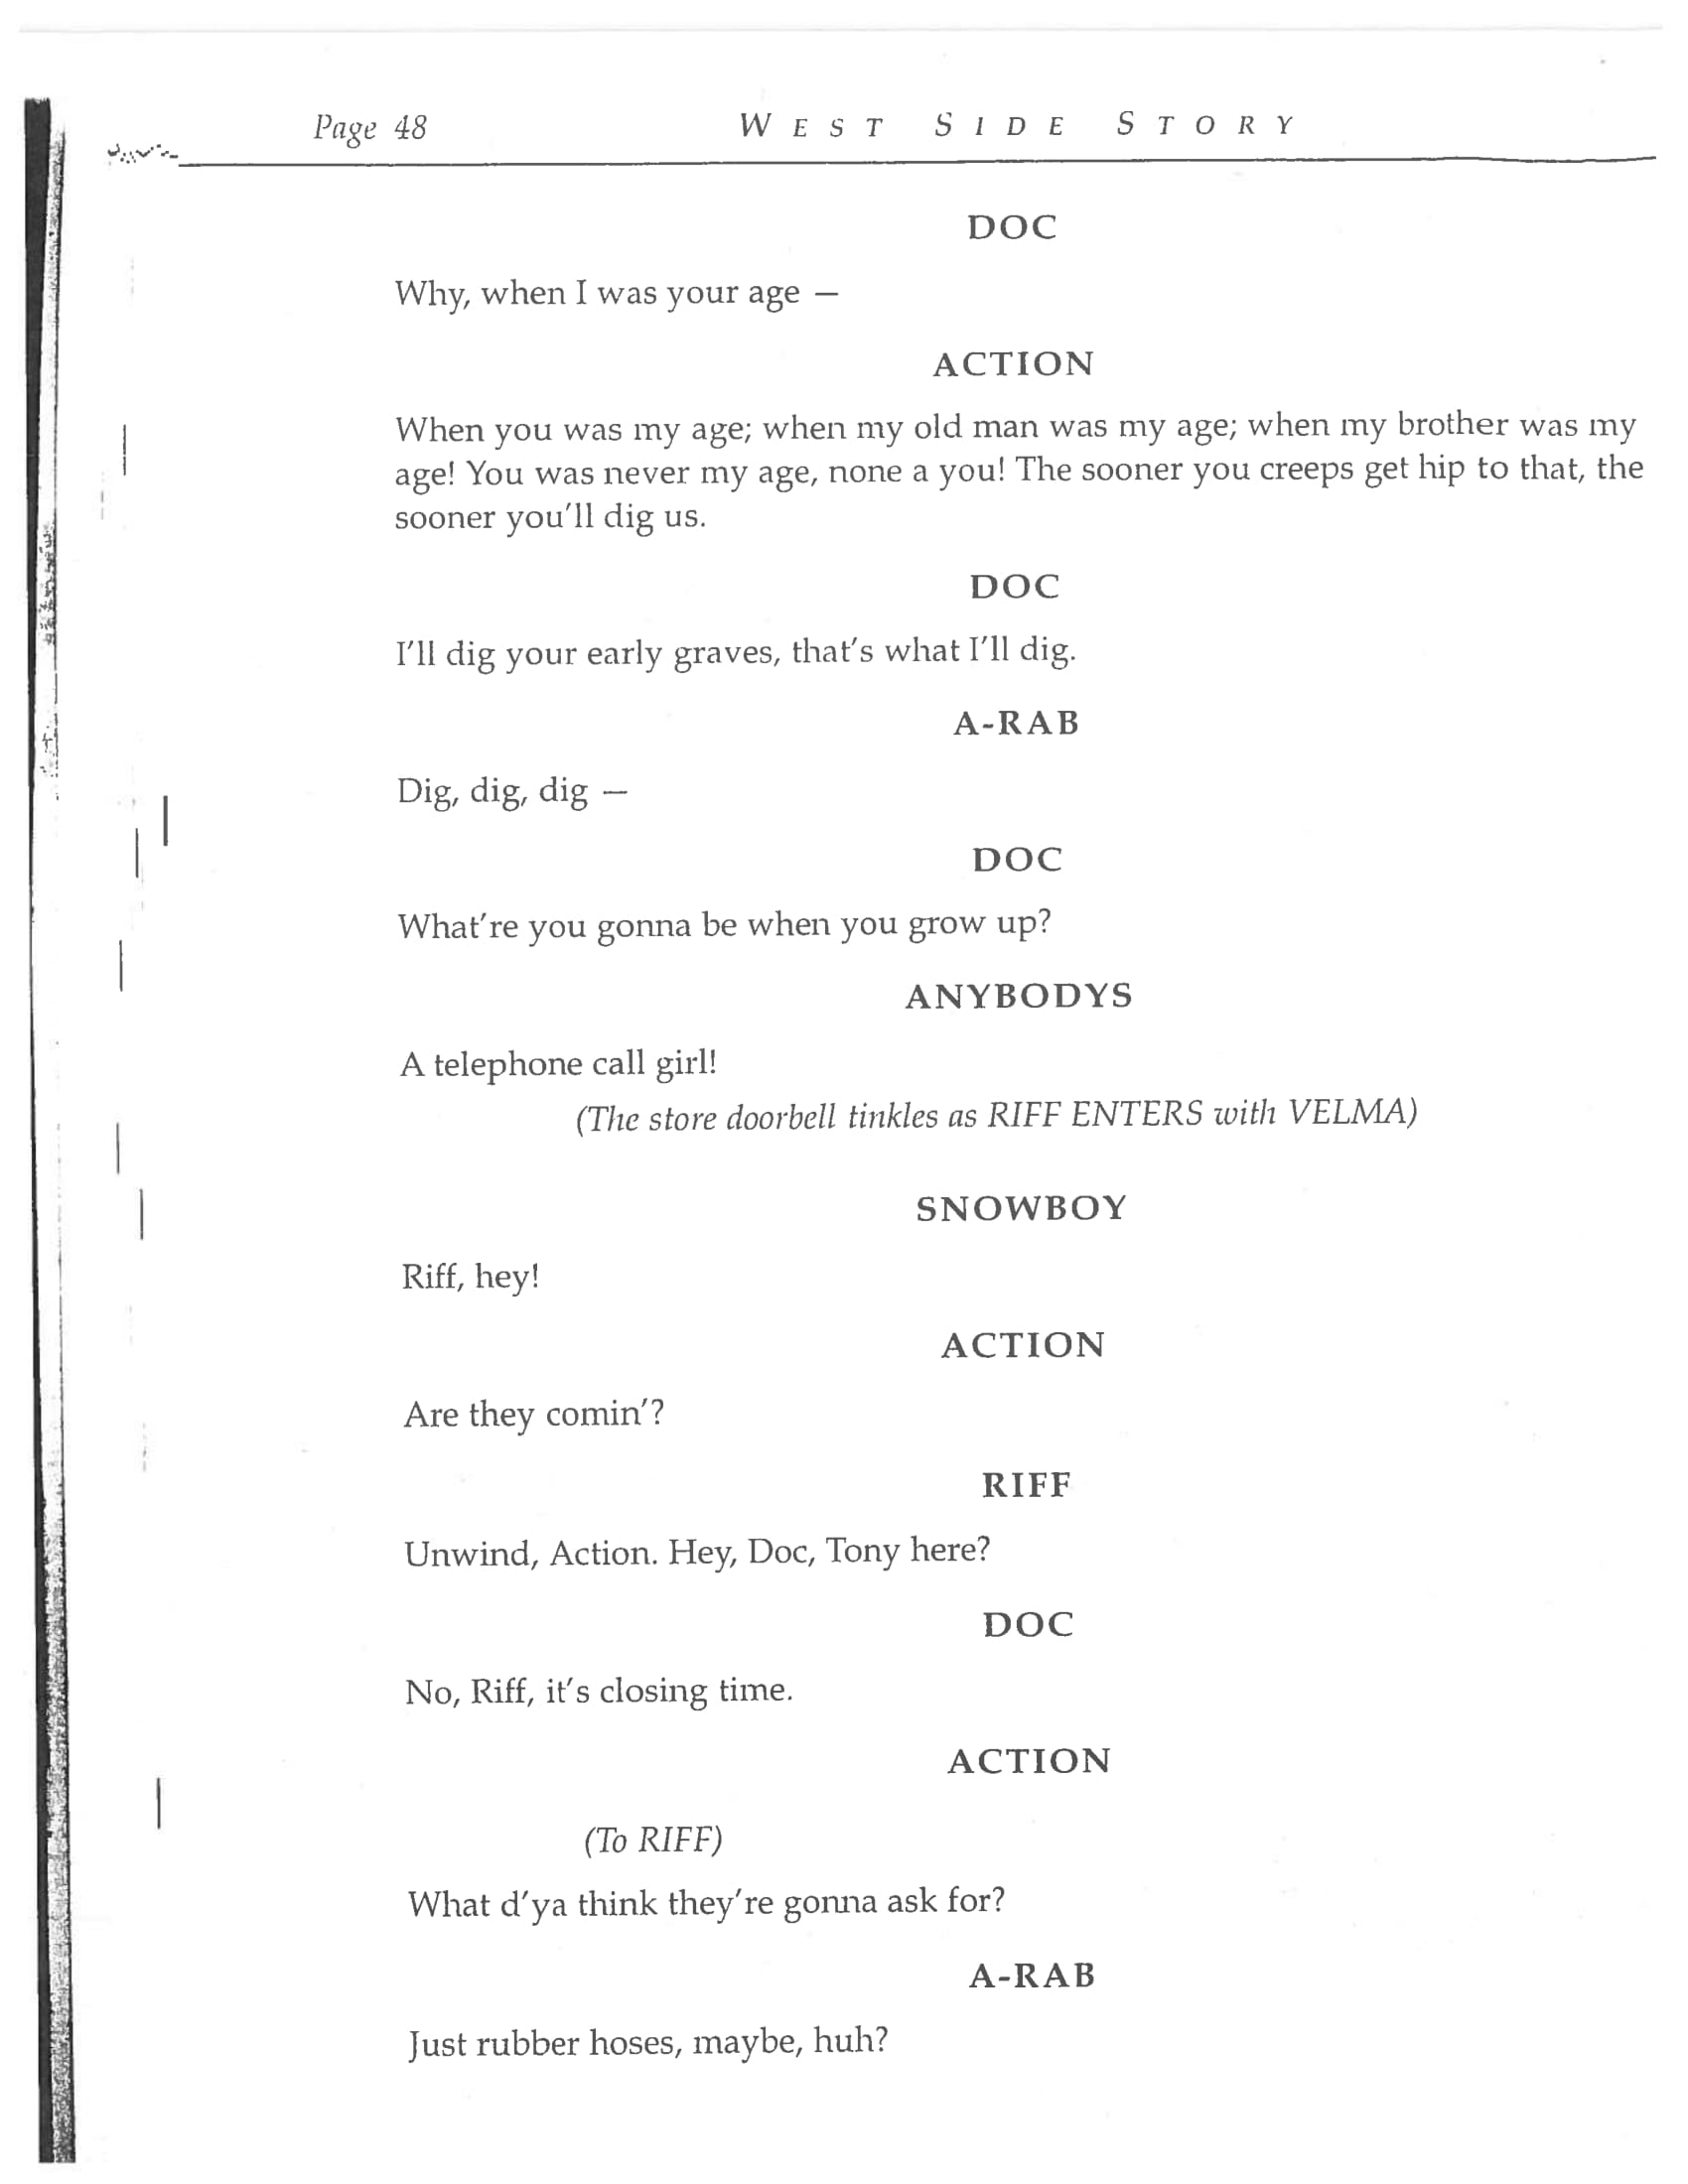 Page 48 WEST SIDE STORY
DOC
Why, when I was your age —
ACTION
When you was my age; when my old man was my age; when my brother was my
age! You was never my age, none a you! The sooner you creeps get hip to that, the
sooner you'll dig us.
DOC
I'll dig your early graves, that's what I'll dig.
A-RAB
Dig, dig, dig —
DOC
What're you gonna be when you grow up?
ANYBODYS
A telephone call girl!
(The store doorbell tinkles as RIFF ENTERS with VELMA)
SNOWBOY
Riff, hey!
ACTION
Are they comin'?
RIFF
Unwind, Action. Hey, Doc, Tony here?
DOC
No, Riff, it's closing time.
ACTION
(To RIFF)
What d'ya think they're gonna ask for?
A-RAB
Just rubber hoses, maybe, huh?